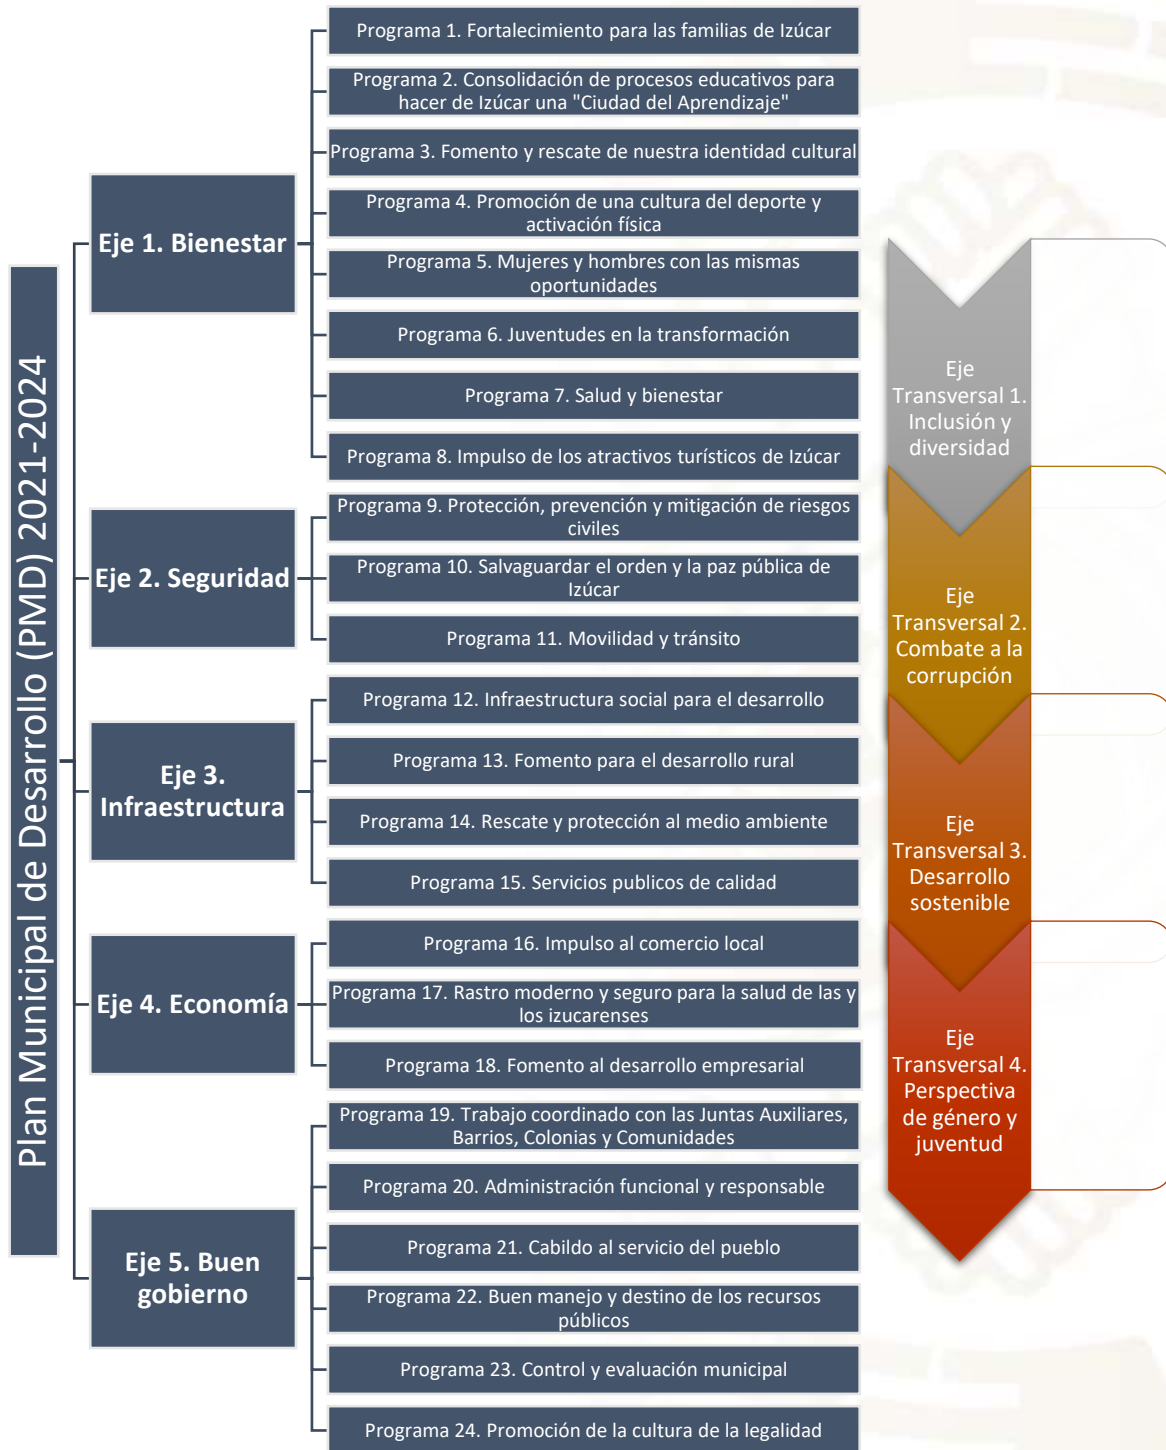 Plan Municipal de Desarrollo (PMD) 2021-2024
Eje 1. Bienestar
Programa 1. Fortalecimiento para las familias de Izúcar
Programa 2. Consolidación de procesos educativos para
hacer de Izúcar una "Ciudad del Aprendizaje"
Programa 3. Fomento y rescate de nuestra identidad cultural
Programa 4. Promoción de una cultura del deporte y
activación física
Programa 5. Mujeres y hombres con las mismas
oportunidades
Programa 6. Juventudes en la transformación
Programa 7. Salud y bienestar
Programa 8. Impulso de los atractivos turísticos de Izúcar
Eje 2. Seguridad
Programa 9. Protección, prevención y mitigación de riesgos
civiles
Programa 10. Salvaguardar el orden y la paz pública de
Izúcar
Programa 11. Movilidad y tránsito
Eje 3.
Infraestructura
Programa 12. Infraestructura social para el desarrollo
Programa 13. Fomento para el desarrollo rural
Programa 14. Rescate y protección al medio ambiente
Programa 15. Servicios publicos de calidad
Eje 4. Economía
Programa 16. Impulso al comercio local
Programa 17. Rastro moderno y seguro para la salud de las y
los izucarenses
Programa 18. Fomento al desarrollo empresarial
Eje 5. Buen
gobierno
Programa 19. Trabajo coordinado con las Juntas Auxiliares,
Barrios, Colonias y Comunidades
Programa 20. Administración funcional y responsable
Programa 21. Cabildo al servicio del pueblo
Programa 22. Buen manejo y destino de los recursos
públicos
Programa 23. Control y evaluación municipal
Programa 24. Promoción de la cultura de la legalidad
Eje
Transversal 1.
Inclusión y
diversidad
Eje
Transversal 2.
Combate a la
corrupción
Eje
Transversal 3.
Desarrollo
sostenible
Eje
Transversal 4.
Perspectiva
de género y
juventud